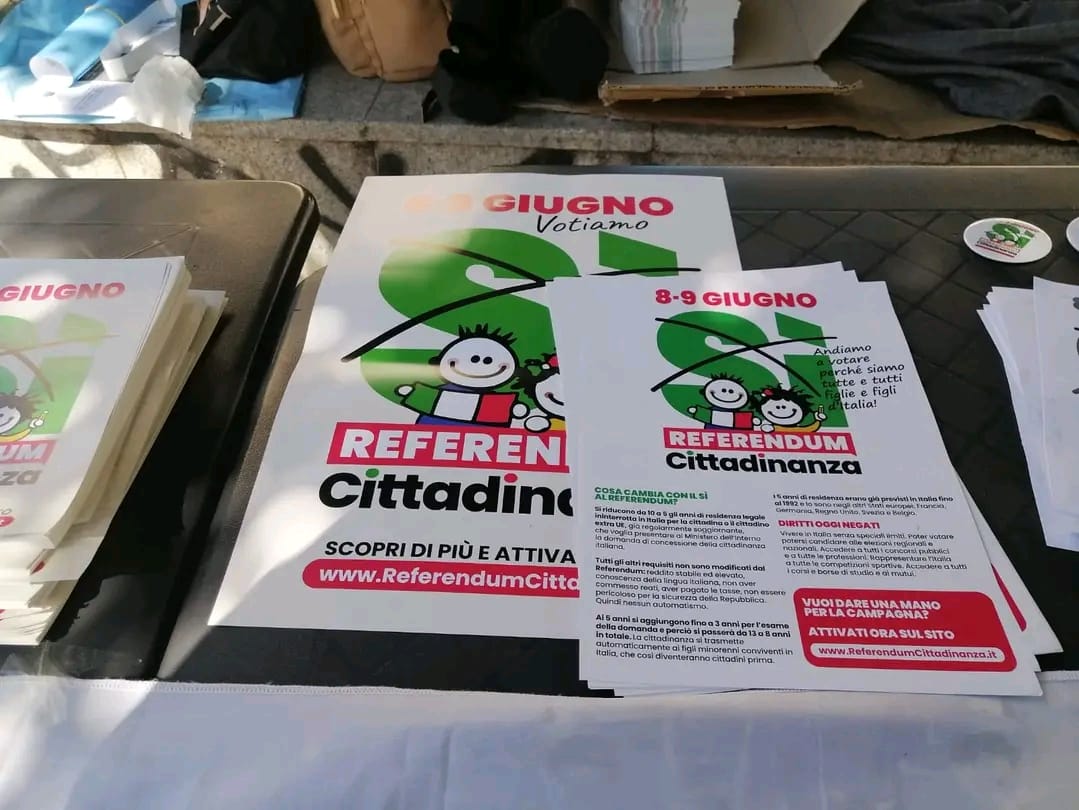 GIUGNO
Sì
UM
za
8-9 GIUGNO
Votiamo
Sì
REFEREN
Cittadin
SCOPRI DI PIÙ E ATTIVA
www.ReferendumCitta
8-9 GIUGNO
Sì
Andiamo
a votare
perché siamo
tutte e tutti
figlie e figli
d'Italia!
REFERENDUM
Cittadinanza
COSA CAMBIA CON IL SÌ
AL REFERENDUM?
Si riducono da 10 a 5 gli anni di residenza legale
ininterrotta in Italia per la cittadina o il cittadino
extra UE, già regolarmente soggiornante,
che voglia presentare al Ministero dell'Interno
la domanda di concessione della cittadinanza
italiana.
Tutti gli altri requisiti non sono modificati dal
Referendum: reddito stabile ed elevato,
conoscenza della lingua italiana, non aver
commesso reati, aver pagato le tasse, non essere
pericoloso per la sicurezza della Repubblica.
Quindi nessun automatismo.
Ai 5 anni si aggiungono fino a 3 anni per l'esame
della domanda e perciò si passerà da 13 a 8 anni
in totale. La cittadinanza si trasmette
automaticamente ai figli minorenni conviventi in
Italia, che così diventeranno cittadini prima.
I 5 anni di residenza erano già previsti in Italia fino
al 1992 e lo sono negli altri stati europei, Francia,
Germania, Regno Unito, Svezia e Belgio.
DIRITTI OGGI NEGATI
Vivere in Italia senza speciali limiti. Poter votare
potersi candidare alle elezioni regionali e
nazionali. Accedere a tutti i concorsi pubblici
e a tutte le professioni. Rappresentare l'Italia
a tutte le competizioni sportive. Accedere a tutti
i corsi e borse di studio e di mutui.
VUOI DARE UNA MANO
PER LA CAMPAGNA?
ATTIVATI ORA SUL SITO
www.ReferendumCittadinanza.it
Sì